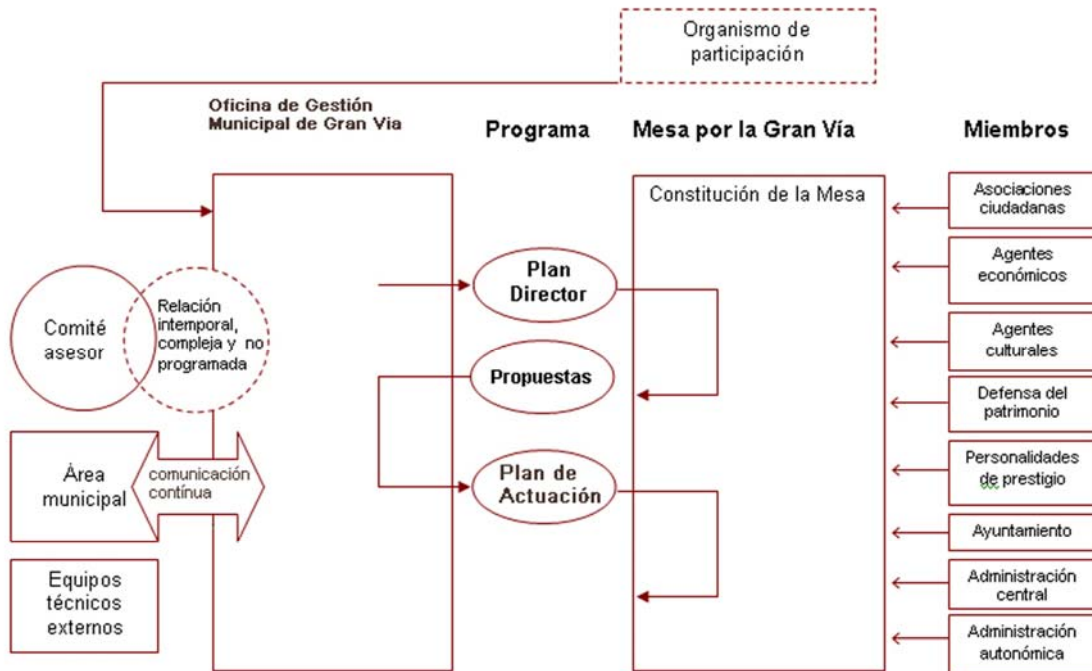 Organismo de
participación
Oficina de Gestión
Municipal de Gran Via
Programa
Mesa por la Gran Vía
Miembros
Constitución de la Mesa
Asociaciones
ciudadanas
Agentes
económicos
Agentes
culturales
Defensa del
patrimonio
Personalidades
de prestigio
Ayuntamiento
Administración
central
Administración
autonómica
Plan
Director
Propuestas
Plan de
Actuación
Comité
asesor
Relación
intemporal,
compleja y no
programada
Área
municipal
comunicación
contínua
Equipos
técnicos
externos